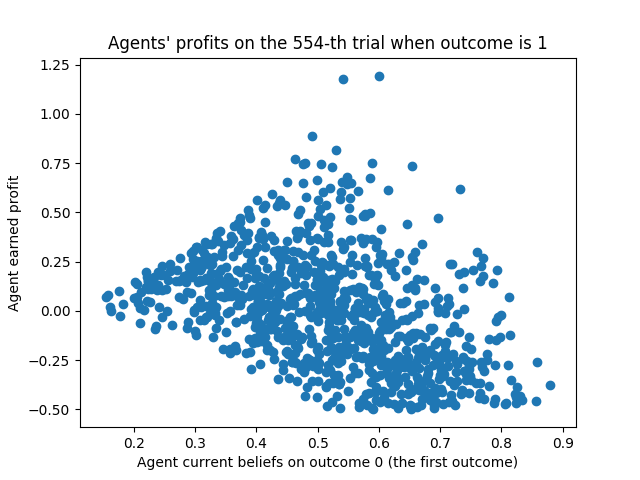 Agents' profits on the 554-th trial when outcome is 1
1.25
1.00
0.75
0.50
0.25
0.00
−0.25
−0.50
Agent earned profit
0.2 0.3 0.4 0.5 0.6 0.7 0.8 0.9
Agent current beliefs on outcome 0 (the first outcome)